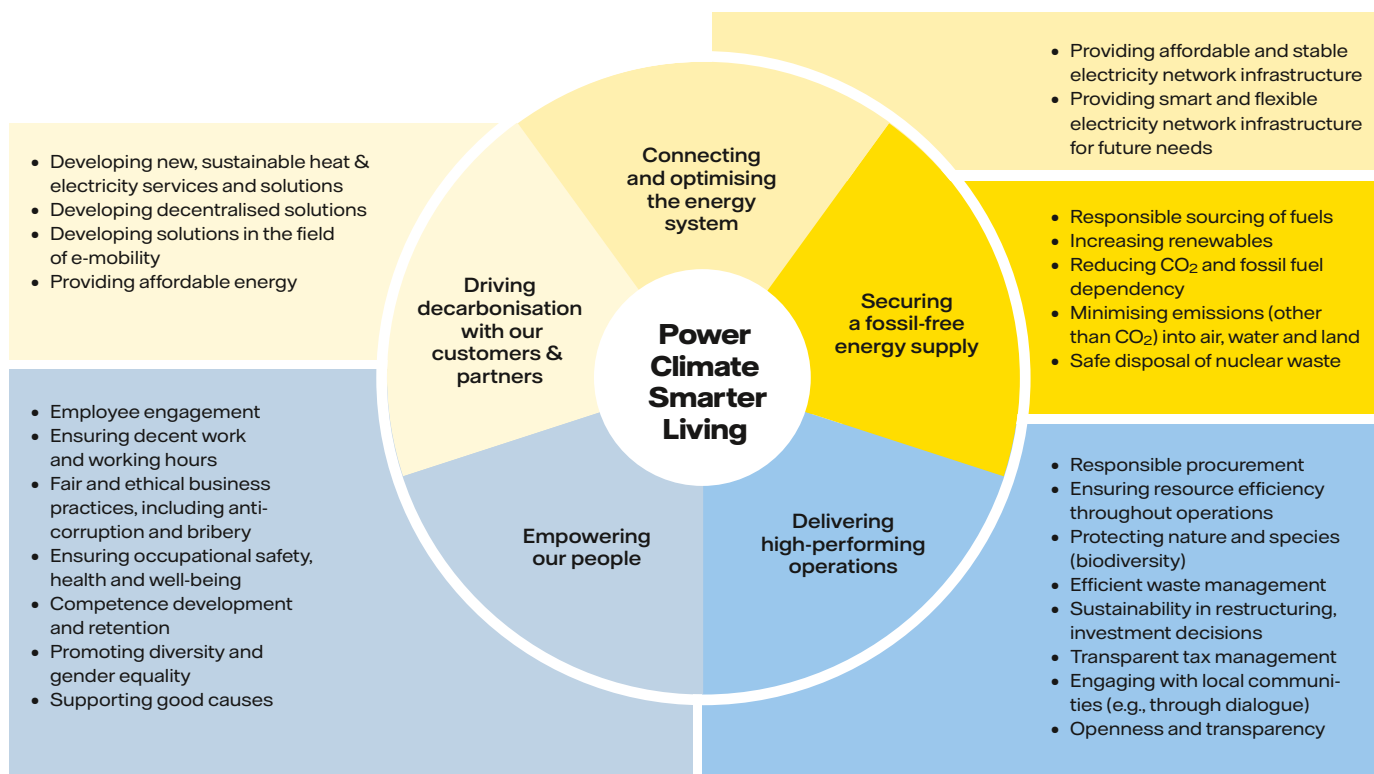 • Providing affordable and stable
electricity network infrastructure
• Providing smart and flexible
electricity network infrastructure
for future needs
• Developing new, sustainable heat &
electricity services and solutions
• Developing decentralised solutions
• Developing solutions in the field
of e-mobility
• Providing affordable energy
Connecting
and optimising
the energy
system
• Responsible sourcing of fuels
• Increasing renewables
• Reducing CO₂ and fossil fuel
dependency
• Minimising emissions (other
than CO₂) into air, water and land
• Safe disposal of nuclear waste
Driving
decarbonisation
with our
customers &
partners
Power
Climate
Smarter
Living
Securing
a fossil-free
energy supply
• Employee engagement
• Ensuring decent work
and working hours
• Fair and ethical business
practices, including anti-
corruption and bribery
• Ensuring occupational safety,
health and well-being
• Competence development
and retention
• Promoting diversity and
gender equality
• Supporting good causes
Empowering
our people
Delivering
high-performing
operations
• Responsible procurement
• Ensuring resource efficiency
throughout operations
• Protecting nature and species
(biodiversity)
• Efficient waste management
• Sustainability in restructuring,
investment decisions
• Transparent tax management
• Engaging with local communi-
ties (e.g., through dialogue)
• Openness and transparency